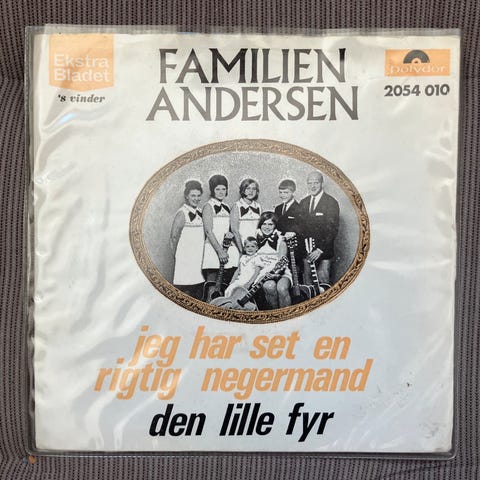 Ekstra
Bladet
's vinder
FAMILIEN
ANDERSEN
Polydor
2054 010
jeg har set en
rigtig negermand
den lille fyr